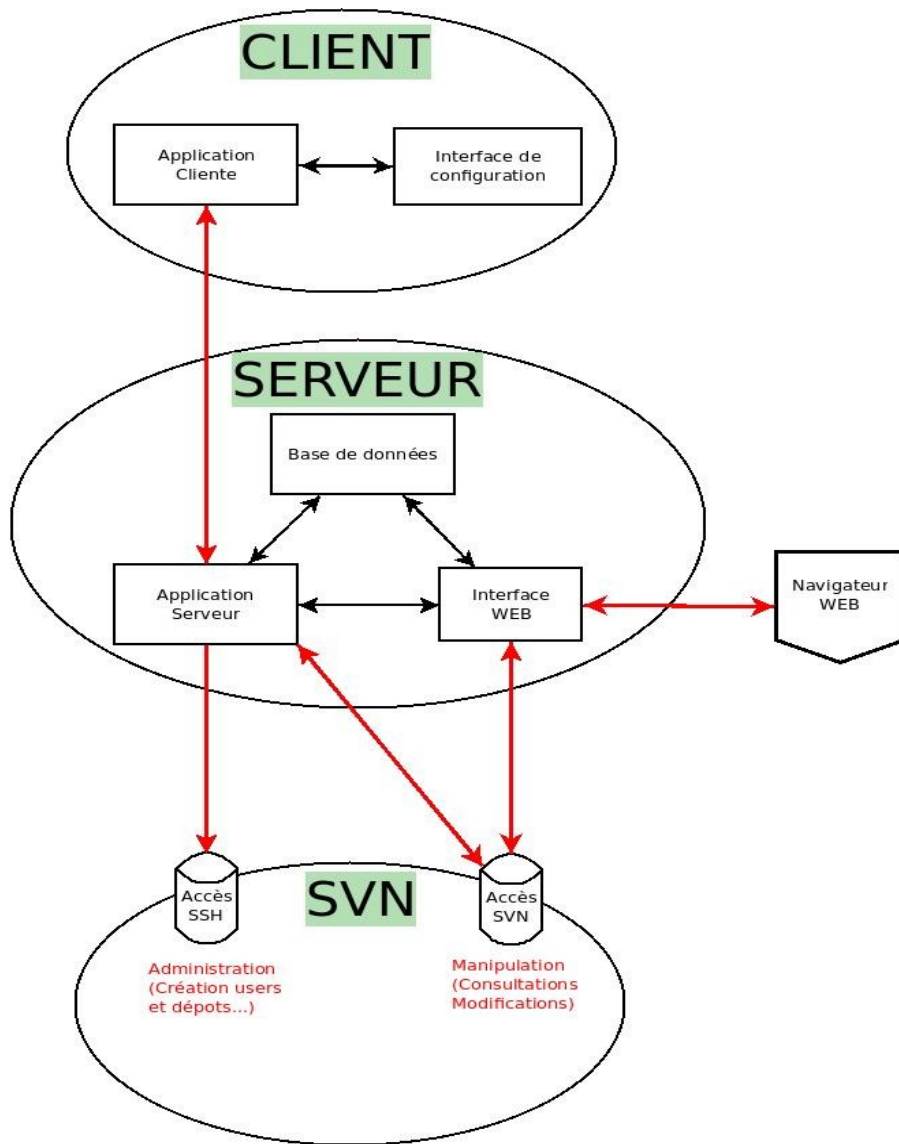 CLIENT
Application
Cliente
Interface de
configuration
SERVEUR
Base de données
Application
Serveur
Interface
WEB
Navigateur
WEB
SVN
Accès
SSH
Accès
SVN
Administration
(Création users
et dépots...)
Manipulation
(Consultations
Modifications)